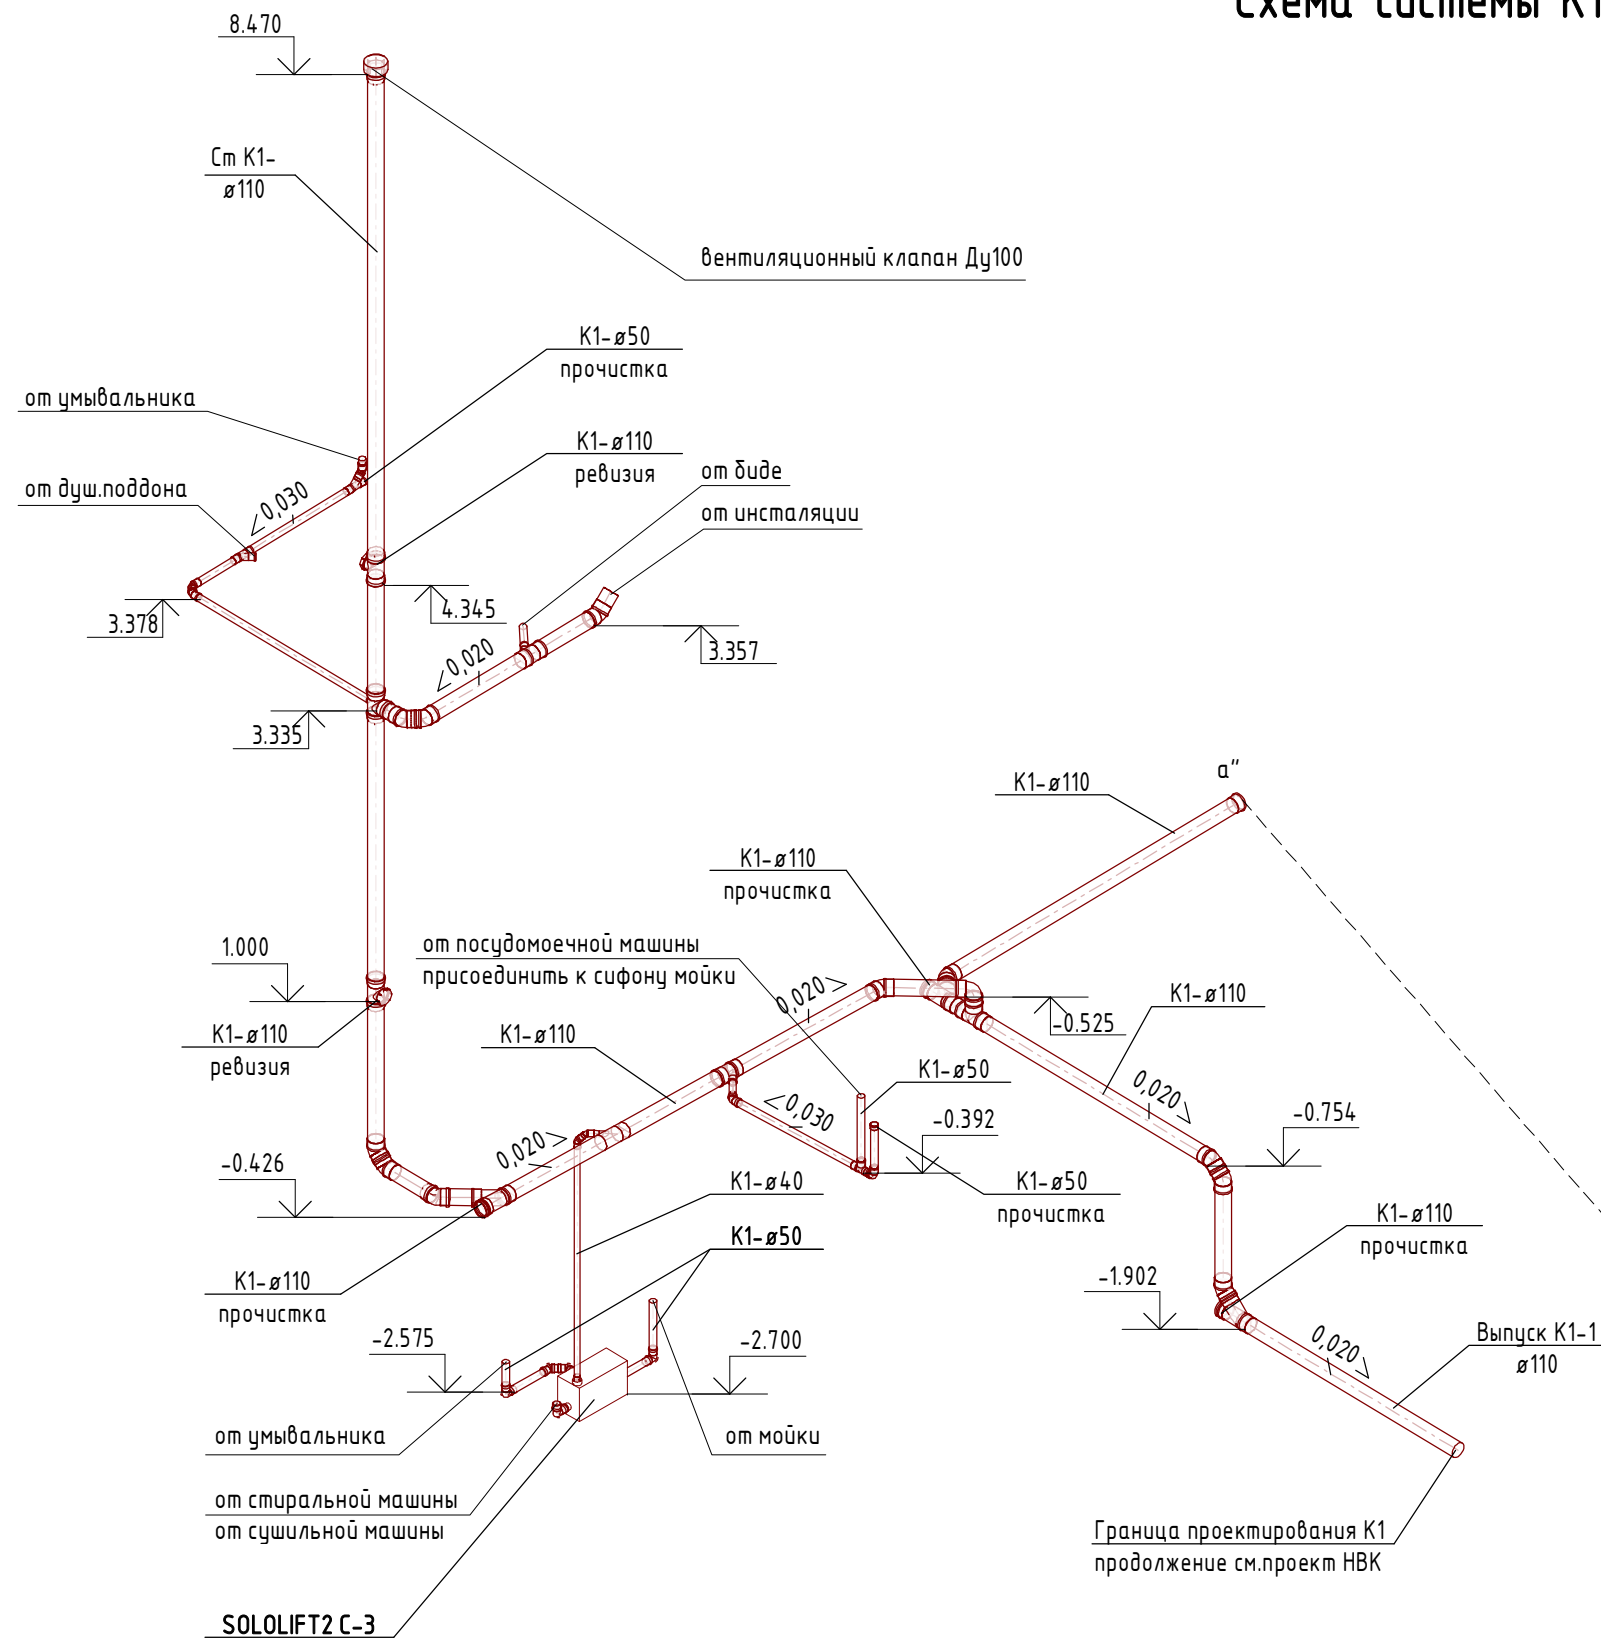 Схема системы К1
8.470
Ст К1-
ø110
вентиляционный клапан Ду100
К1-ø50
прочистка
от умывальника
К1-ø110
ревизия
от биде
от душ.поддона
<0,030
от инсталяции
4.345
3.378
3.357
<0,020
3.335
а"
К1-ø110
К1-ø110
прочистка
1.000
от посудомоечной машины
присоединить к сифону мойки
0,020>
К1-ø110
-0.525
К1-ø110
ревизия
К1-ø110
К1-ø50
<0,030
0,020>
-0.392
-0.754
0,020>
-0.426
К1-ø40
К1-ø50
прочистка
К1-ø50
К1-ø110
прочистка
К1-ø110
прочистка
-1.902
-2.575
-2.700
0,020>
Выпуск К1-1
ø110
от умывальника
от мойки
от стиральной машины
от сушильной машины
Граница проектирования К1
продолжение см.проект НВК
SOLOLIFT2 C-3